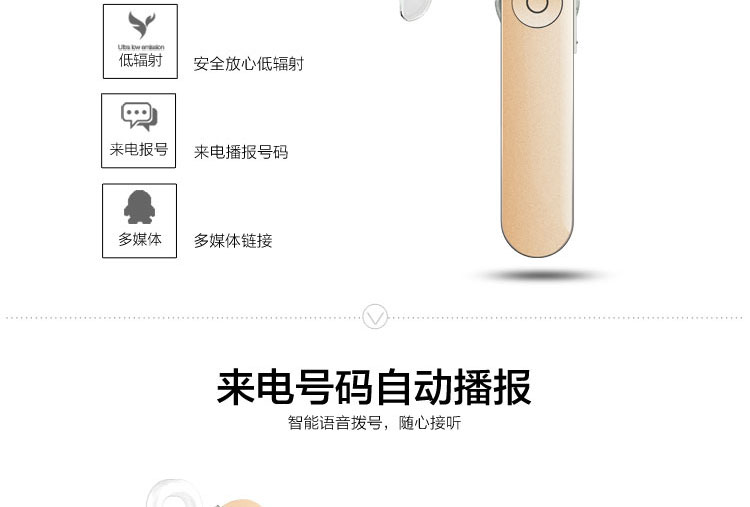 Ultra low emission
低辐射
安全放心低辐射
来电报号
来电播报号码
多媒体
多媒体链接
来电号码自动播报
智能语音拨号，随心接听